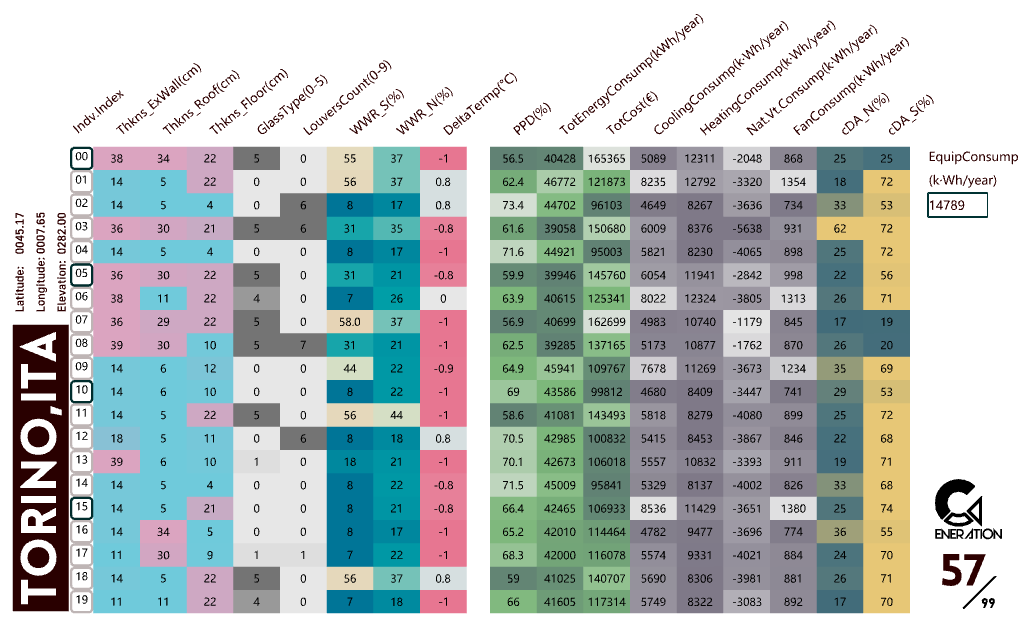 Indv.Index Thkns_ExWall(cm) Thkns_Roof(cm) Thkns_Floor(cm) GlassType(0-5) LouversCount(0-9) WWR_S(%) WWR_N(%) DeltaTermp(°C) PPD(%) TotEnergyConsump(kWh/year) TotCost(€) CoolingConsump(k·Wh/year) HeatingConsump(k·Wh/year) Nat.Vt.Consump(k·Wh/year) FanConsump(k·Wh/year) cDA_N(%) cDA_S(%)
00 38 34 22 5 0 55 37 -1 56.5 40428 165365 5089 12311 -2048 868 25 25
01 14 5 22 0 0 56 37 0.8 62.4 46772 121873 8235 12792 -3320 1354 18 72
02 14 5 4 0 6 8 17 0.8 73.4 44702 96103 4649 8267 -3636 734 33 53
03 36 30 21 5 6 31 35 -0.8 61.6 39058 150680 6009 8376 -5638 931 62 72
04 14 5 4 0 0 8 17 -1 71.6 44921 95003 5821 8230 -4065 898 25 72
05 36 30 22 5 0 31 21 -0.8 59.9 39946 145760 6054 11941 -2842 998 22 56
06 38 11 22 4 0 7 26 0 63.9 40615 125341 8022 12324 -3805 1313 26 71
07 36 29 22 5 0 58.0 37 -1 56.9 40699 162699 4983 10740 -1179 845 17 19
08 39 30 10 5 7 31 21 -1 62.5 39285 137165 5173 10877 -1762 870 26 20
09 14 6 12 0 0 44 22 -0.9 64.9 45941 109767 7678 11269 -3673 1234 35 69
10 14 6 10 0 0 8 22 -1 69 43586 99812 4680 8409 -3447 741 29 53
11 14 5 22 5 0 56 44 -1 58.6 41081 143493 5818 8279 -4080 899 25 72
12 18 5 11 0 6 8 18 0.8 70.5 42985 100832 5415 8453 -3867 846 22 68
13 39 6 10 1 0 18 21 -1 70.1 42673 106018 5557 10832 -3393 911 19 71
14 14 5 4 0 0 8 22 -0.8 71.5 45009 95841 5329 8137 -4002 826 33 68
15 14 5 21 0 0 8 21 -0.8 66.4 42465 106933 8536 11429 -3651 1380 25 74
16 14 34 5 0 0 8 17 -1 65.2 42010 114464 4782 9477 -3696 774 36 55
17 11 30 9 1 1 7 22 -1 68.3 42000 116078 5574 9331 -4021 884 24 70
18 14 5 22 5 0 56 37 0.8 59 41025 140707 5690 8306 -3981 881 26 71
19 11 11 22 4 0 7 18 -1 66 41605 117314 5749 8322 -3083 892 17 70
EquipConsump
(k·Wh/year)
14789
Latitude: 0045.17
Longitude: 0007.65
Elevation: 0282.00
TORINO,ITA
ENERATION
57/99